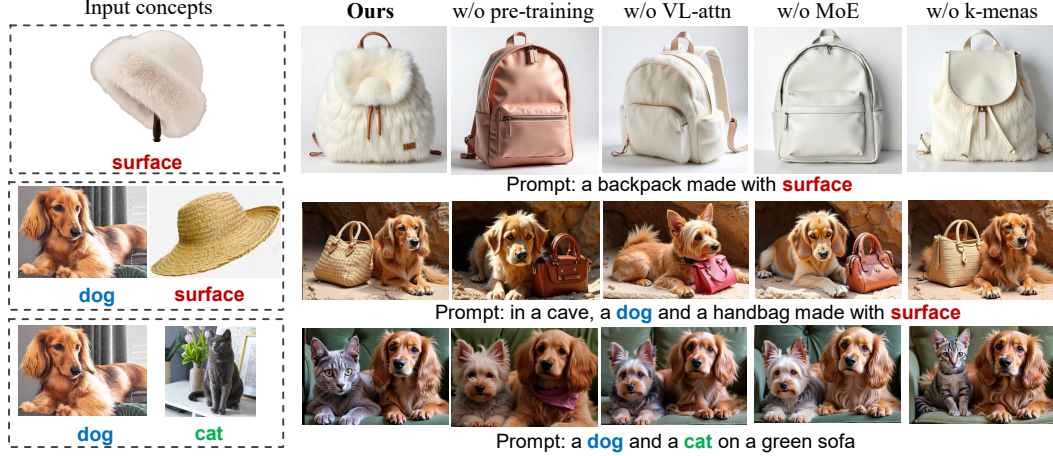 Input concepts
Ours
w/o pre-training
w/o VL-attn
w/o MoE
w/o k-menas
surface
Prompt: a backpack made with surface
dog
surface
Prompt: in a cave, a dog and a handbag made with surface
dog
cat
Prompt: a dog and a cat on a green sofa